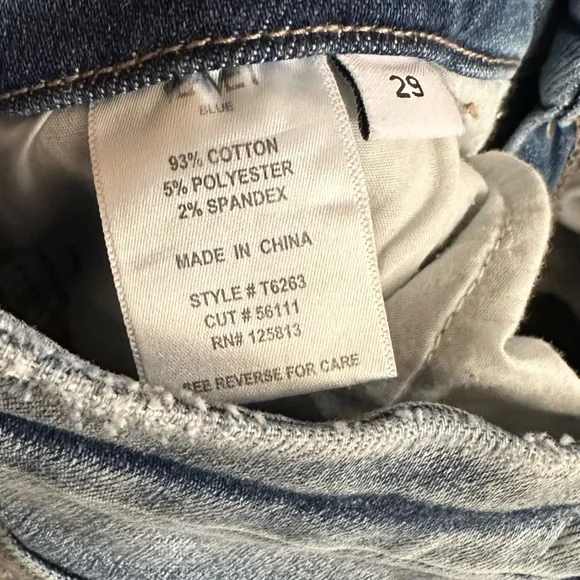 BLUE
29
93% COTTON
5% POLYESTER
2% SPANDEX
MADE IN CHINA
STYLE # T6263
CUT # 56111
RN# 125813
SEE REVERSE FOR CARE